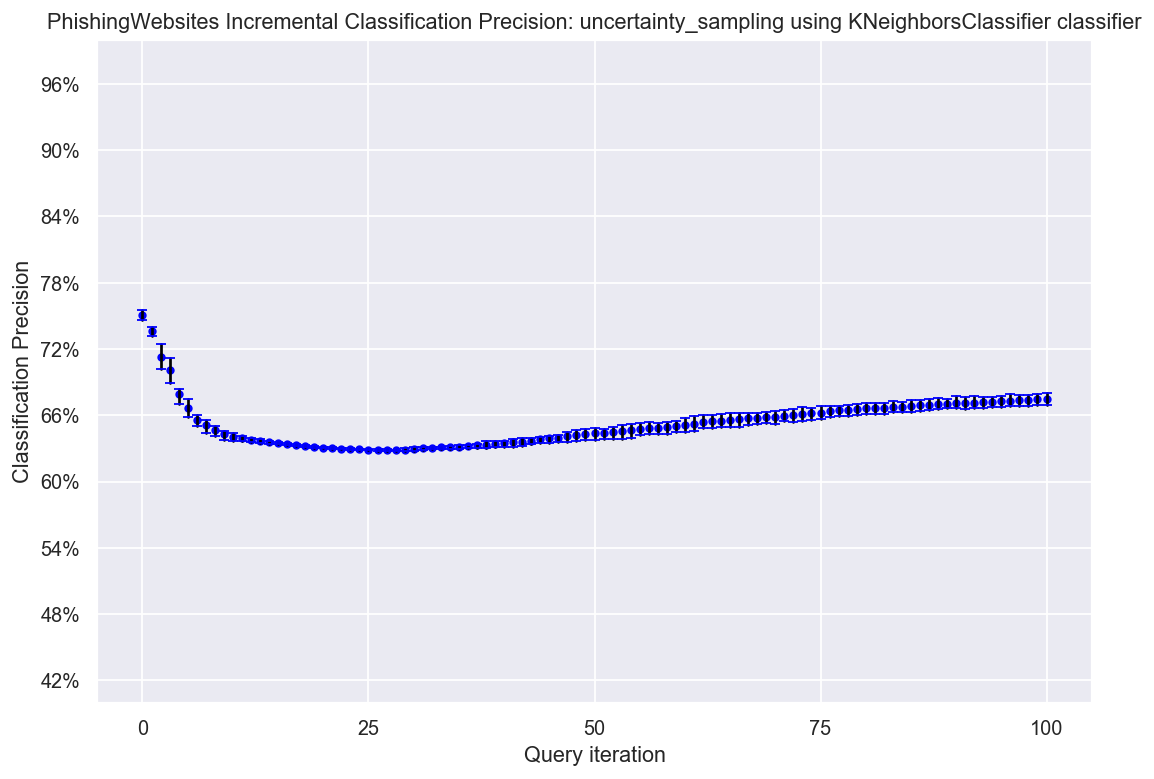 PhishingWebsites Incremental Classification Precision: uncertainty_sampling using KNeighborsClassifier classifier
96%
90%
84%
78%
72%
66%
60%
54%
48%
42%
Classification Precision
0 25 50 75 100
Query iteration